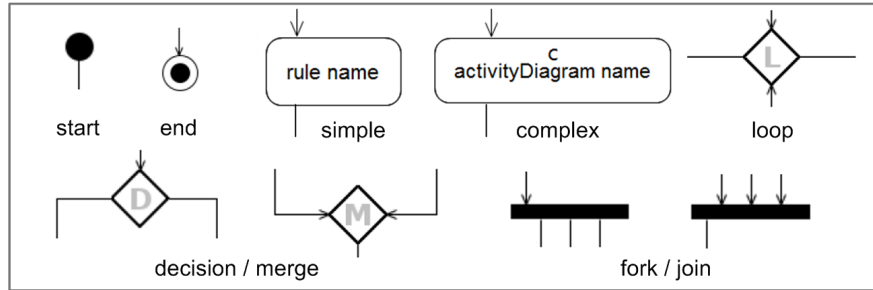 rule name
C
activityDiagram name
L
start
end
simple
complex
loop
D
M
decision / merge
fork / join